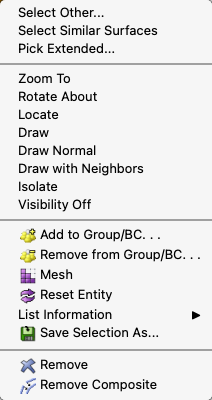 Select Other...
Select Similar Surfaces
Pick Extended...
Zoom To
Rotate About
Locate
Draw
Draw Normal
Draw with Neighbors
Isolate
Visibility Off
Add to Group/BC. . .
Remove from Group/BC. . .
Mesh
Reset Entity
List Information
Save Selection As...
Remove
Remove Composite